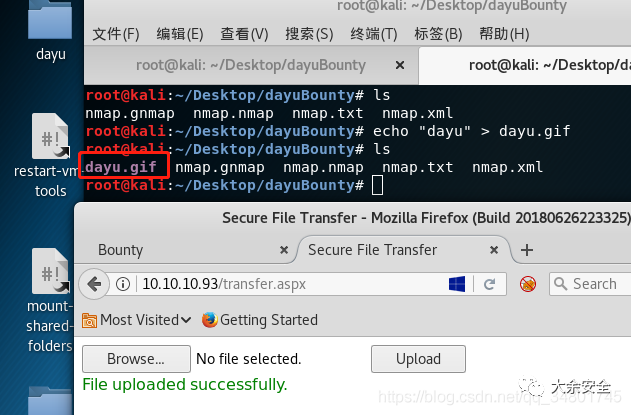 dayu
restart-vm
tools
mount-
shared-
folders
root@kali: ~/Desktop/dayuBounty
文件(F) 编辑(E) 查看(V) 搜索(S) 终端(T) 标签(B) 帮助(H)
root@kali: ~/Desktop/dayuBounty × root@kali: ~/Desktop/da
root@kali:~/Desktop/dayuBounty# ls
nmap.gnmap nmap.nmap nmap.txt nmap.xml
root@kali:~/Desktop/dayuBounty# echo "dayu" > dayu.gif
root@kali:~/Desktop/dayuBounty# ls
dayu.gif nmap.gnmap nmap.nmap nmap.txt nmap.xml
root@kali:~/Desktop/dayuBounty#
Secure File Transfer - Mozilla Firefox (Build 20180626223325)
Bounty × Secure File Transfer × +
10.10.10.93/transfer.aspx Search
Most Visited Getting Started
Browse... No file selected. Upload
File uploaded successfully.
大余安全
https://blog.csdn.net/qq_34801745